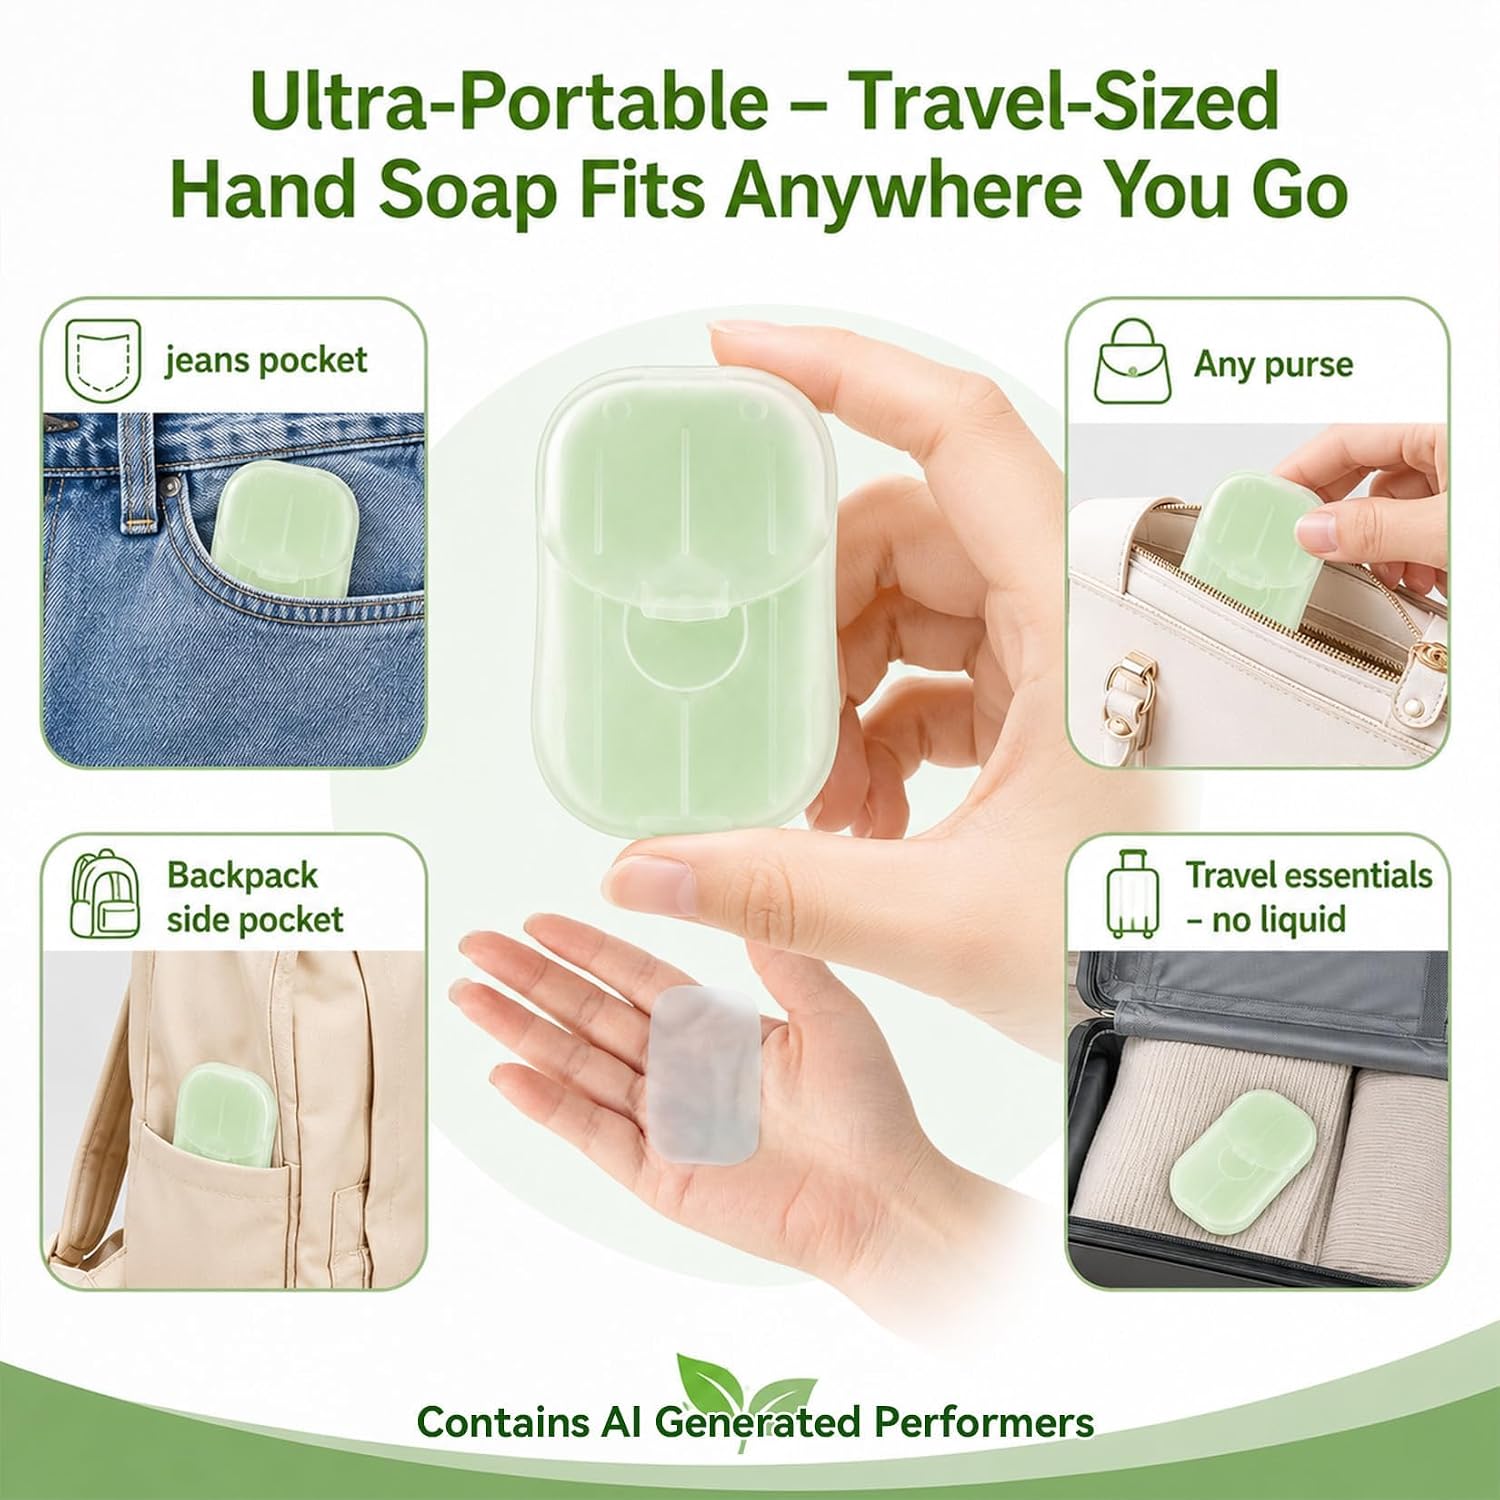 Ultra-Portable – Travel-Sized
Hand Soap Fits Anywhere You Go
jeans pocket
Any purse
Backpack
side pocket
Travel essentials
– no liquid
Contains AI Generated Performers